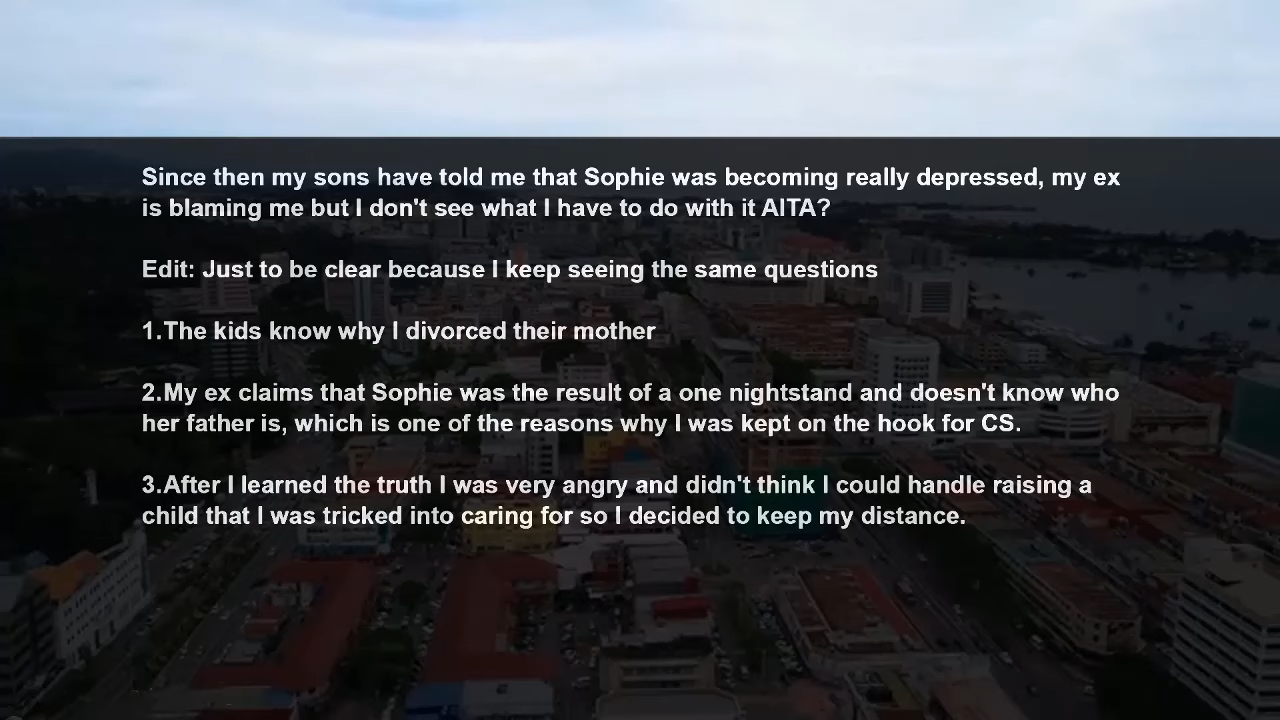 Since then my sons have told me that Sophie was becoming really depressed, my ex
is blaming me but I don't see what I have to do with it AITA?
Edit: Just to be clear because I keep seeing the same questions
1.The kids know why I divorced their mother
2.My ex claims that Sophie was the result of a one nightstand and doesn't know who
her father is, which is one of the reasons why I was kept on the hook for CS.
3.After I learned the truth I was very angry and didn't think I could handle raising a
child that I was tricked into caring for so I decided to keep my distance.